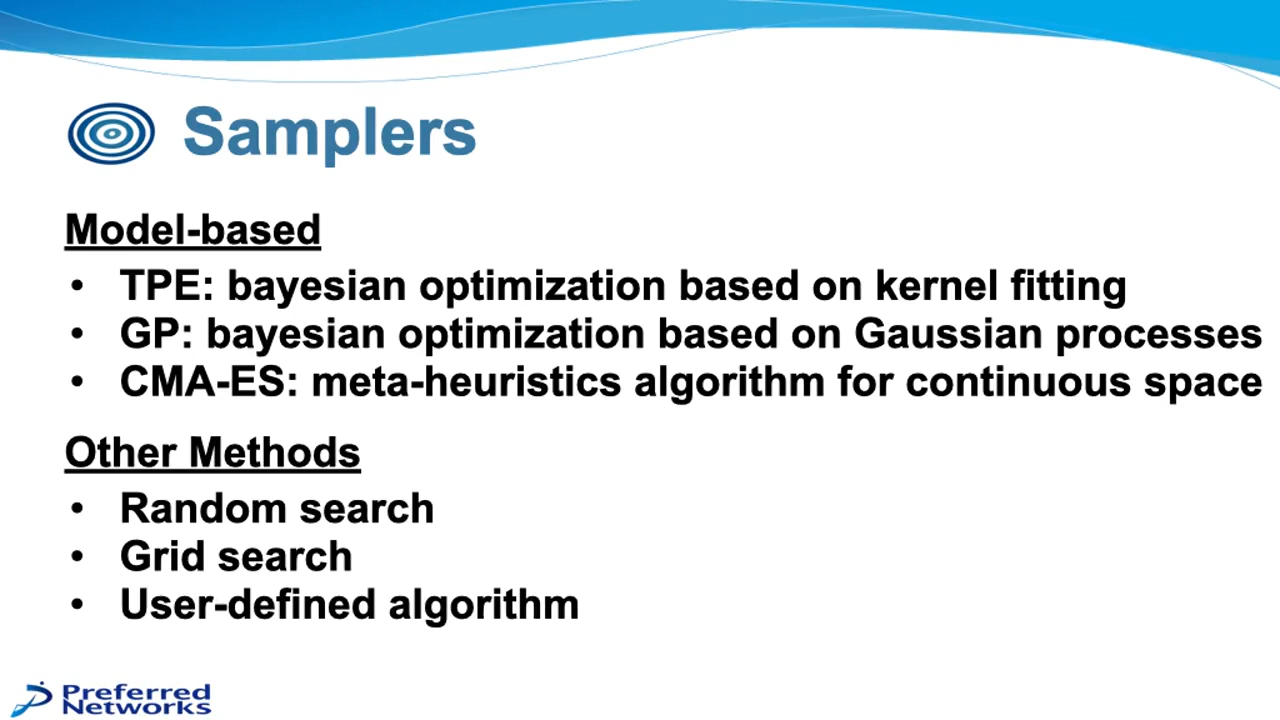 Samplers
Model-based
• TPE: bayesian optimization based on kernel fitting
• GP: bayesian optimization based on Gaussian processes
• CMA-ES: meta-heuristics algorithm for continuous space
Other Methods
• Random search
• Grid search
• User-defined algorithm
Preferred
Networks